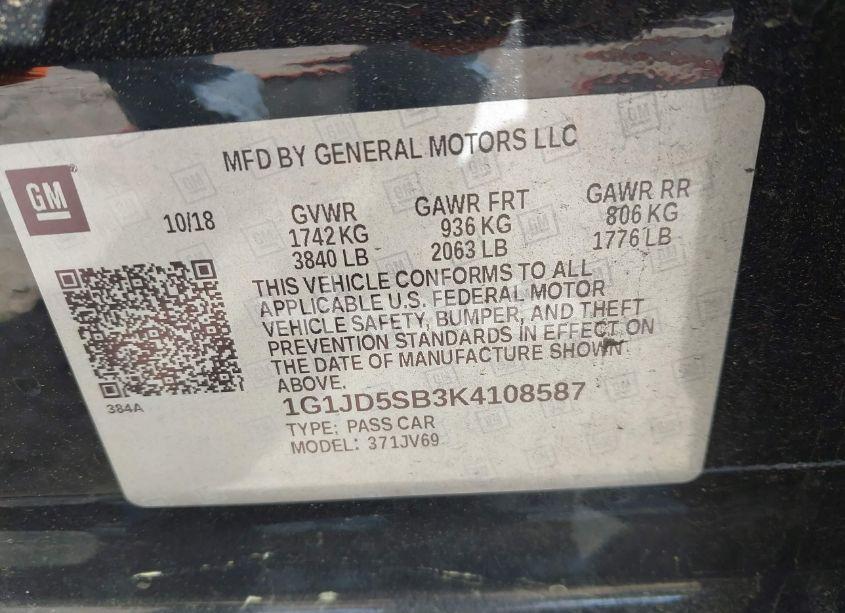 MFD BY GENERAL MOTORS LLC
GM
10/18
GVWR
1742 KG
3840 LB
GAWR FRT
936 KG
2063 LB
GAWR RR
806 KG
1776 LB
THIS VEHICLE CONFORMS TO ALL
APPLICABLE U.S. FEDERAL MOTOR
VEHICLE SAFETY, BUMPER, AND THEFT
PREVENTION STANDARDS IN EFFECT ON
THE DATE OF MANUFACTURE SHOWN
ABOVE.
384A
1G1JD5SB3K4108587
TYPE: PASS CAR
MODEL: 371JV69